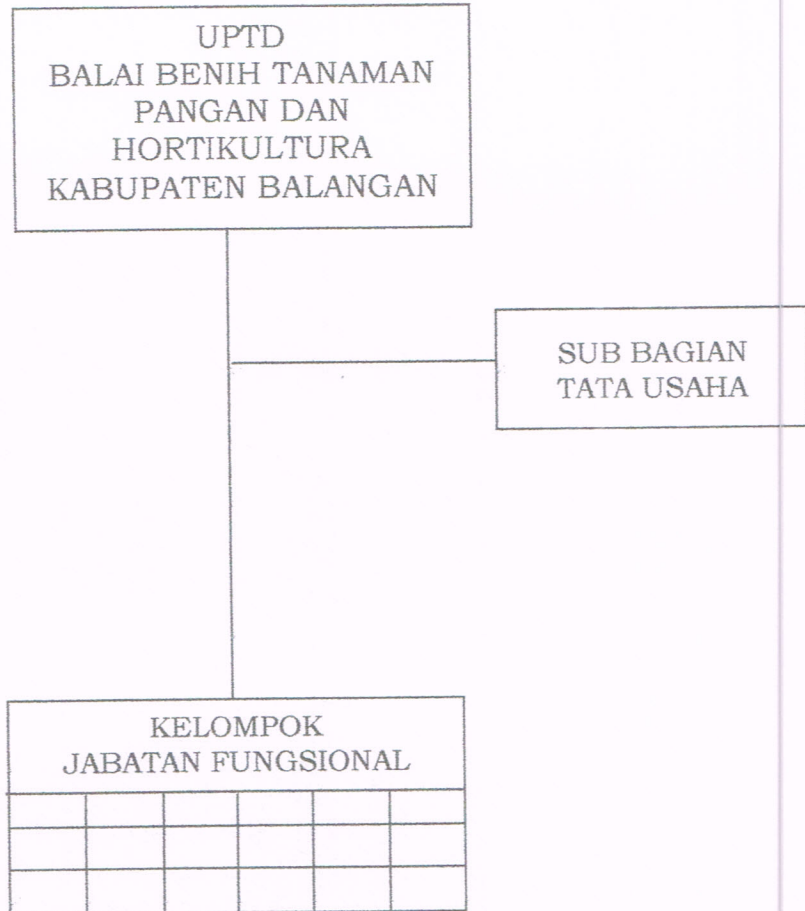 UPTD
BALAI BENIH TANAMAN
PANGAN DAN
HORTIKULTURA
KABUPATEN BALANGAN
SUB BAGIAN
TATA USAHA
KELOMPOK
JABATAN FUNGSIONAL